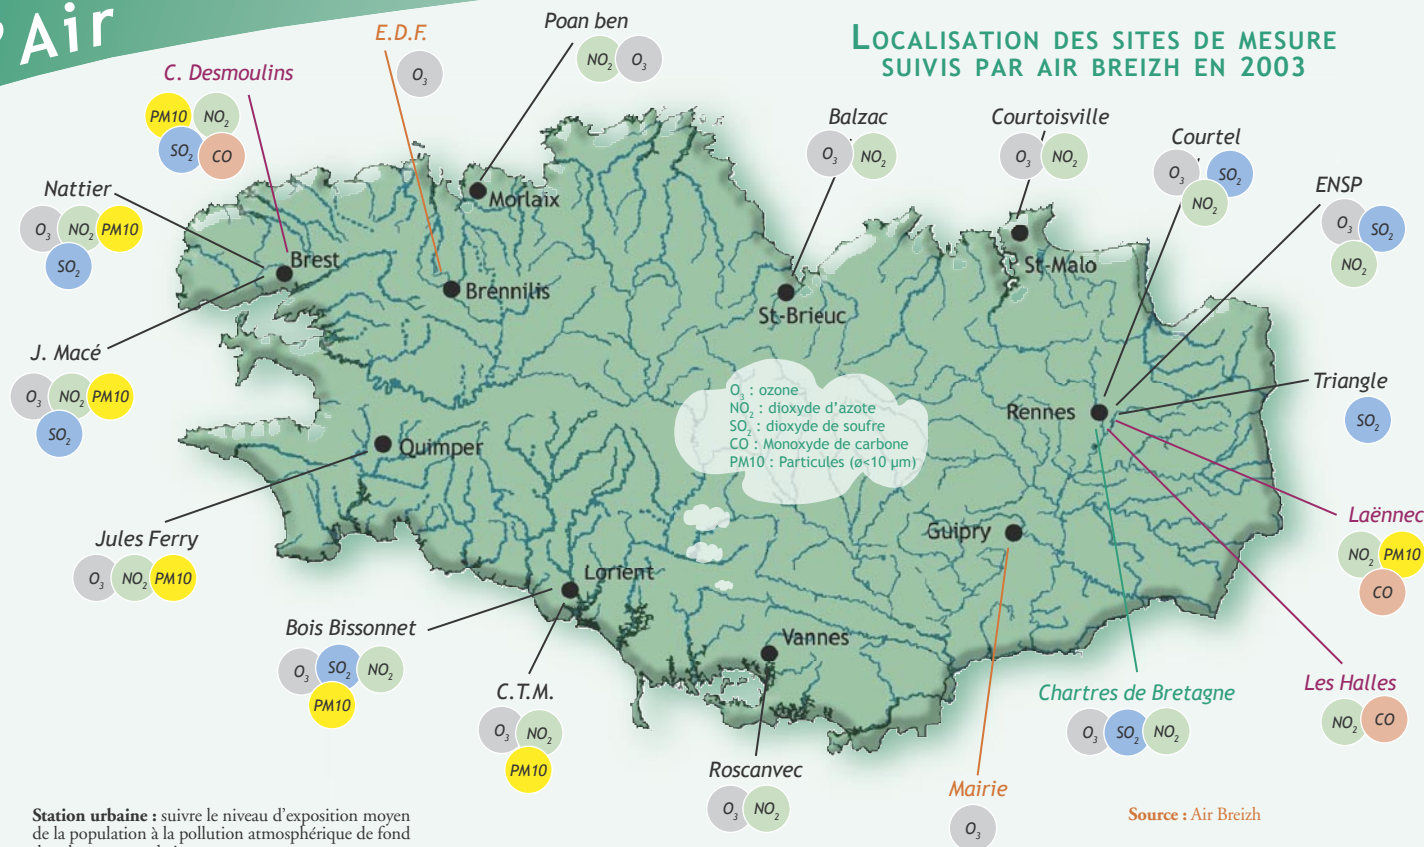 Air
LOCALISATION DES SITES DE MESURE
SUIVIS PAR AIR BREIZH EN 2003
E.D.F.
O₃
Poan ben
NO₂ O₃
C. Desmoulins
PM10 NO₂
SO₂ CO
Balzac
O₃ NO₂
Courtoisville
O₃ NO₂
Courtel
O₃ SO₂
NO₂
ENSP
O₃ SO₂
NO₂
Nattier
O₃ NO₂ PM10
SO₂
Morlaix
Brest
Brennilis
St-Brieuc
St-Malo
J. Macé
O₃ NO₂ PM10
SO₂
O₃ : ozone
NO₂ : dioxyde d'azote
SO₂ : dioxyde de soufre
CO : Monoxyde de carbone
PM10 : Particules (ø<10 µm)
Rennes
Triangle
SO₂
Quimper
Laënnec
NO₂ PM10
CO
Jules Ferry
O₃ NO₂ PM10
Guipry
Lorient
Bois Bissonnet
O₃ SO₂ NO₂
PM10
Vannes
C.T.M.
O₃ NO₂
PM10
Chartres de Bretagne
O₃ SO₂ NO₂
Les Halles
NO₂ CO
Roscanvec
O₃ NO₂
Mairie
O₃
Station urbaine : suivre le niveau d'exposition moyen
de la population à la pollution atmosphérique de fond
Source : Air Breizh